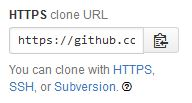 HTTPS clone URL
https://github.cc
You can clone with HTTPS,
SSH, or Subversion.